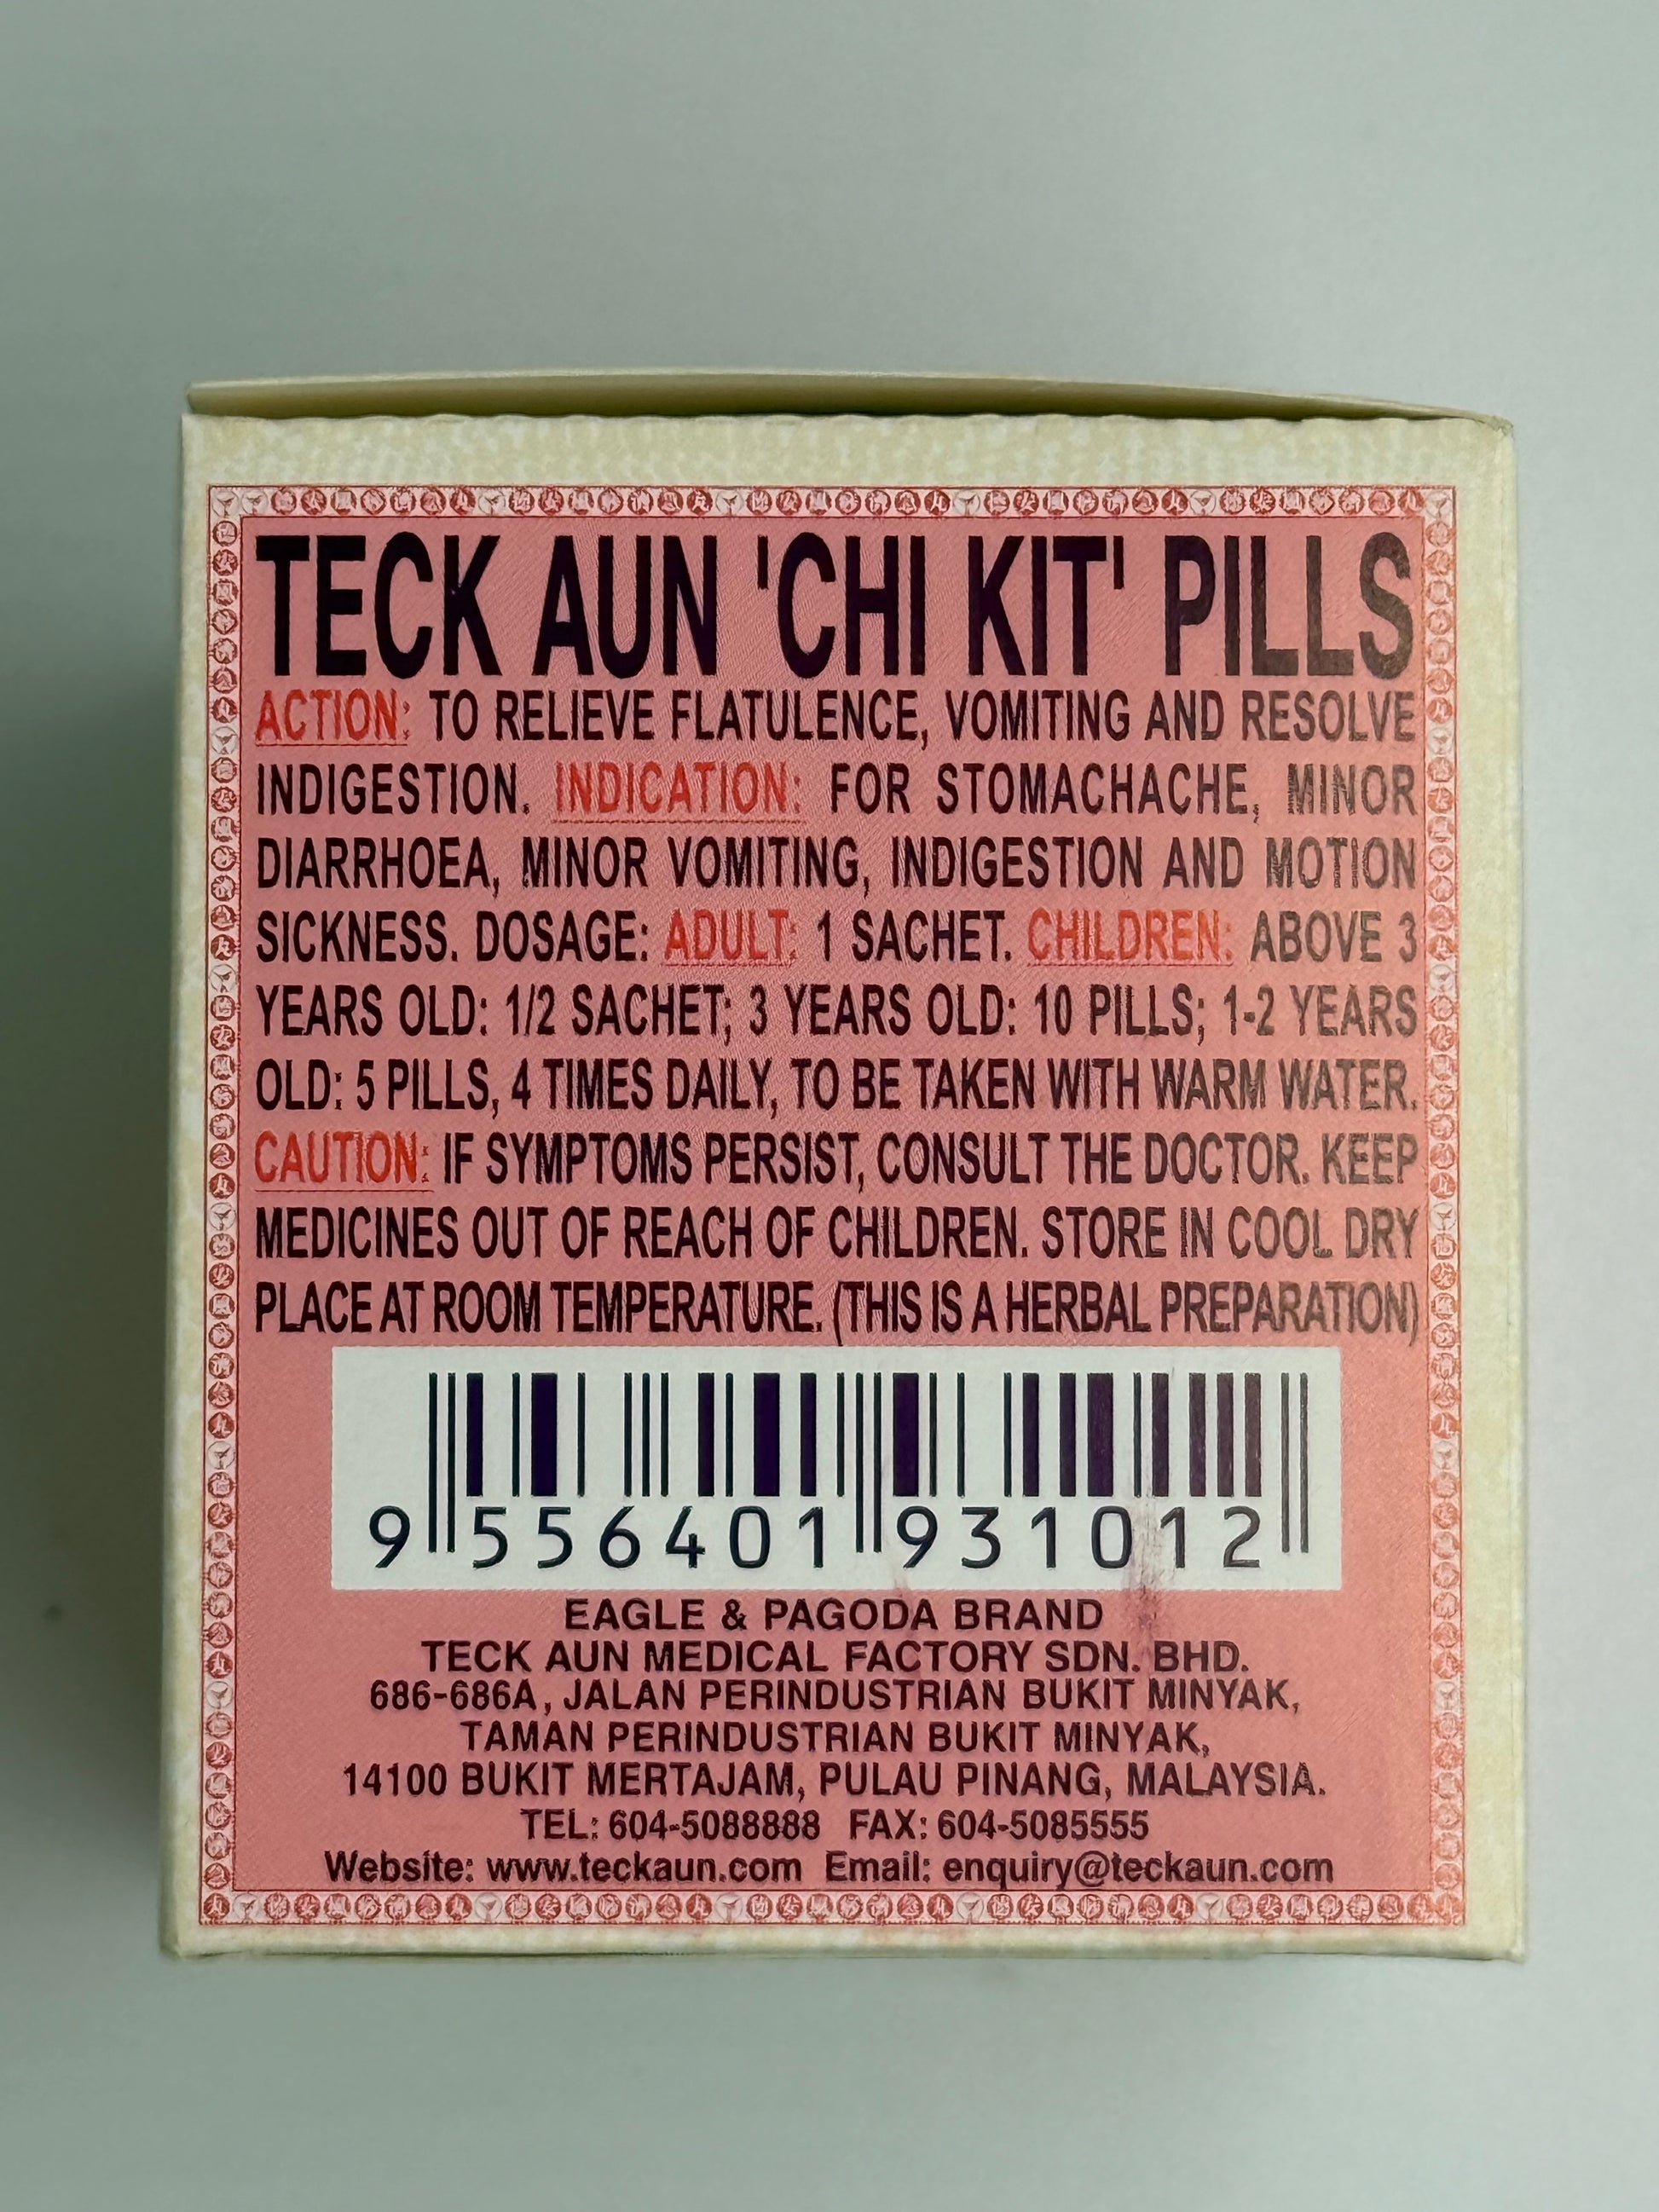 TECK AUN 'CHI KIT' PILLS
ACTION: TO RELIEVE FLATULENCE, VOMITING AND RESOLVE
INDIGESTION. INDICATION: FOR STOMACHACHE, MINOR
DIARRHOEA, MINOR VOMITING, INDIGESTION AND MOTION
SICKNESS. DOSAGE: ADULT: 1 SACHET. CHILDREN: ABOVE 3
YEARS OLD: 1/2 SACHET; 3 YEARS OLD: 10 PILLS; 1-2 YEARS
OLD: 5 PILLS, 4 TIMES DAILY, TO BE TAKEN WITH WARM WATER.
CAUTION: IF SYMPTOMS PERSIST, CONSULT THE DOCTOR. KEEP
MEDICINES OUT OF REACH OF CHILDREN. STORE IN COOL DRY
PLACE AT ROOM TEMPERATURE. (THIS IS A HERBAL PREPARATION)
9 556401 931012
EAGLE & PAGODA BRAND
TECK AUN MEDICAL FACTORY SDN. BHD.
686-686A, JALAN PERINDUSTRIAN BUKIT MINYAK,
TAMAN PERINDUSTRIAN BUKIT MINYAK,
14100 BUKIT MERTAJAM, PULAU PINANG, MALAYSIA.
TEL: 604-5088888 FAX: 604-5085555
Website: www.teckaun.com Email: enquiry@teckaun.com